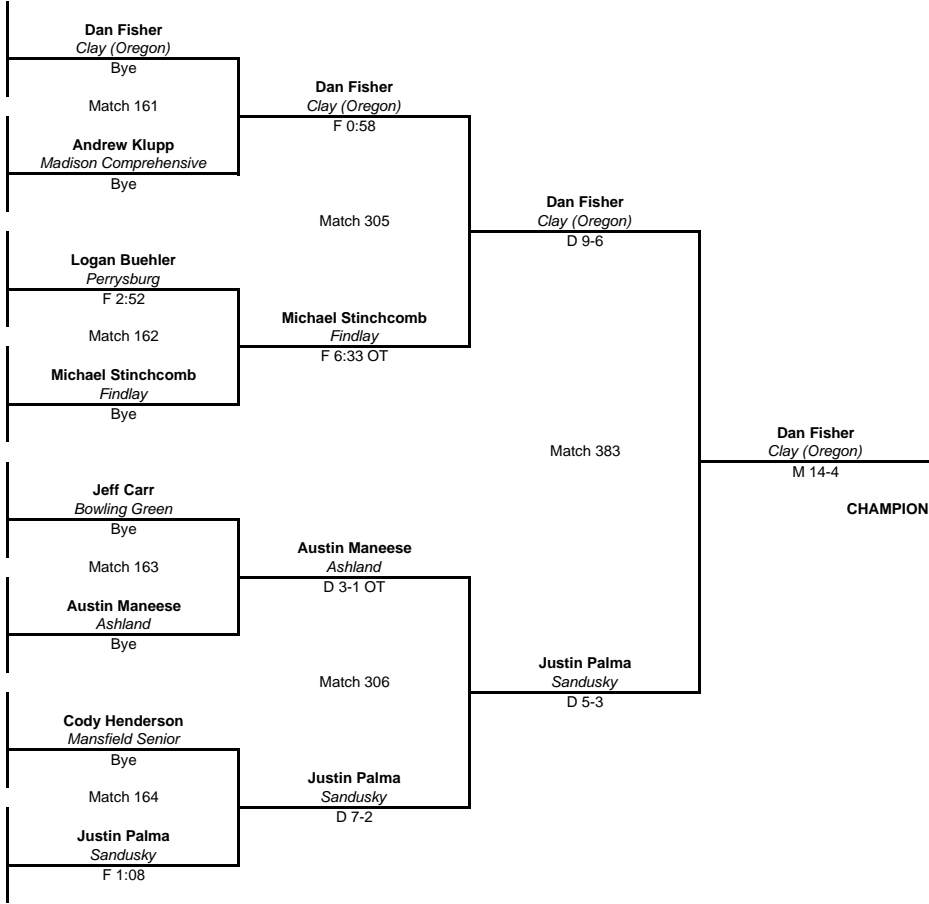 Dan Fisher
Clay (Oregon)
Bye
Match 161
Andrew Klupp
Madison Comprehensive
Bye
Dan Fisher
Clay (Oregon)
F 0:58
Match 305
Logan Buehler
Perrysburg
F 2:52
Match 162
Michael Stinchcomb
Findlay
Bye
Michael Stinchcomb
Findlay
F 6:33 OT
Dan Fisher
Clay (Oregon)
D 9-6
Match 383
Jeff Carr
Bowling Green
Bye
Match 163
Austin Maneese
Ashland
Bye
Austin Maneese
Ashland
D 3-1 OT
Match 306
Cody Henderson
Mansfield Senior
Bye
Match 164
Justin Palma
Sandusky
F 1:08
Justin Palma
Sandusky
D 7-2
Justin Palma
Sandusky
D 5-3
Dan Fisher
Clay (Oregon)
M 14-4
CHAMPION